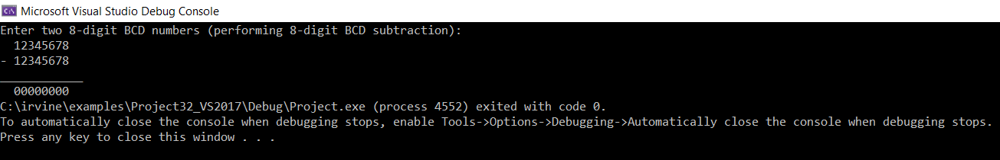 Microsoft Visual Studio Debug Console
Enter two 8-digit BCD numbers (performing 8-digit BCD subtraction):
  12345678
- 12345678
____________
  00000000
C:\irvine\examples\Project32_VS2017\Debug\Project.exe (process 4552) exited with code 0.
To automatically close the console when debugging stops, enable Tools->Options->Debugging->Automatically close the console when debugging stops.
Press any key to close this window . . .